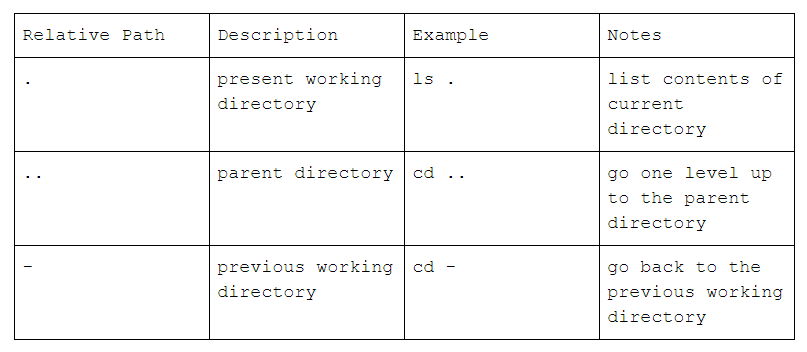 Relative Path Description Example Notes
. present working ls . list contents of
directory current
directory
.. parent directory cd .. go one level up
to the parent
directory
- previous working cd - go back to the
directory previous working
directory